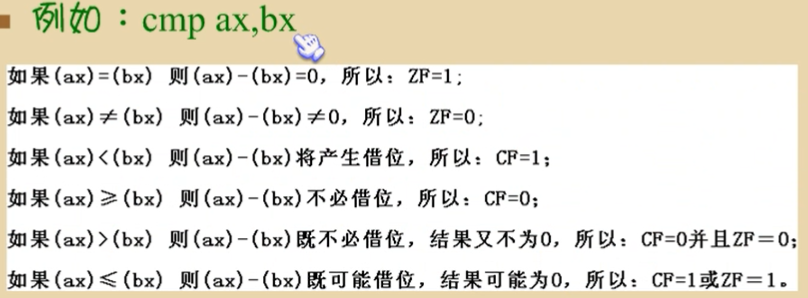 例如：cmp ax,bx
如果(ax)=(bx) 则(ax)-(bx)=0，所以：ZF=1;
如果(ax)≠(bx) 则(ax)-(bx)≠0，所以：ZF=0;
如果(ax)<(bx) 则(ax)-(bx)将产生借位，所以：CF=1;
如果(ax)≥(bx) 则(ax)-(bx)不必借位，所以：CF=0;
如果(ax)>(bx) 则(ax)-(bx)既不必借位，结果又不为0，所以：CF=0并且ZF＝0;
如果(ax)≤(bx) 则(ax)-(bx)既可能借位，结果可能为0，所以：CF=1或ZF＝1。